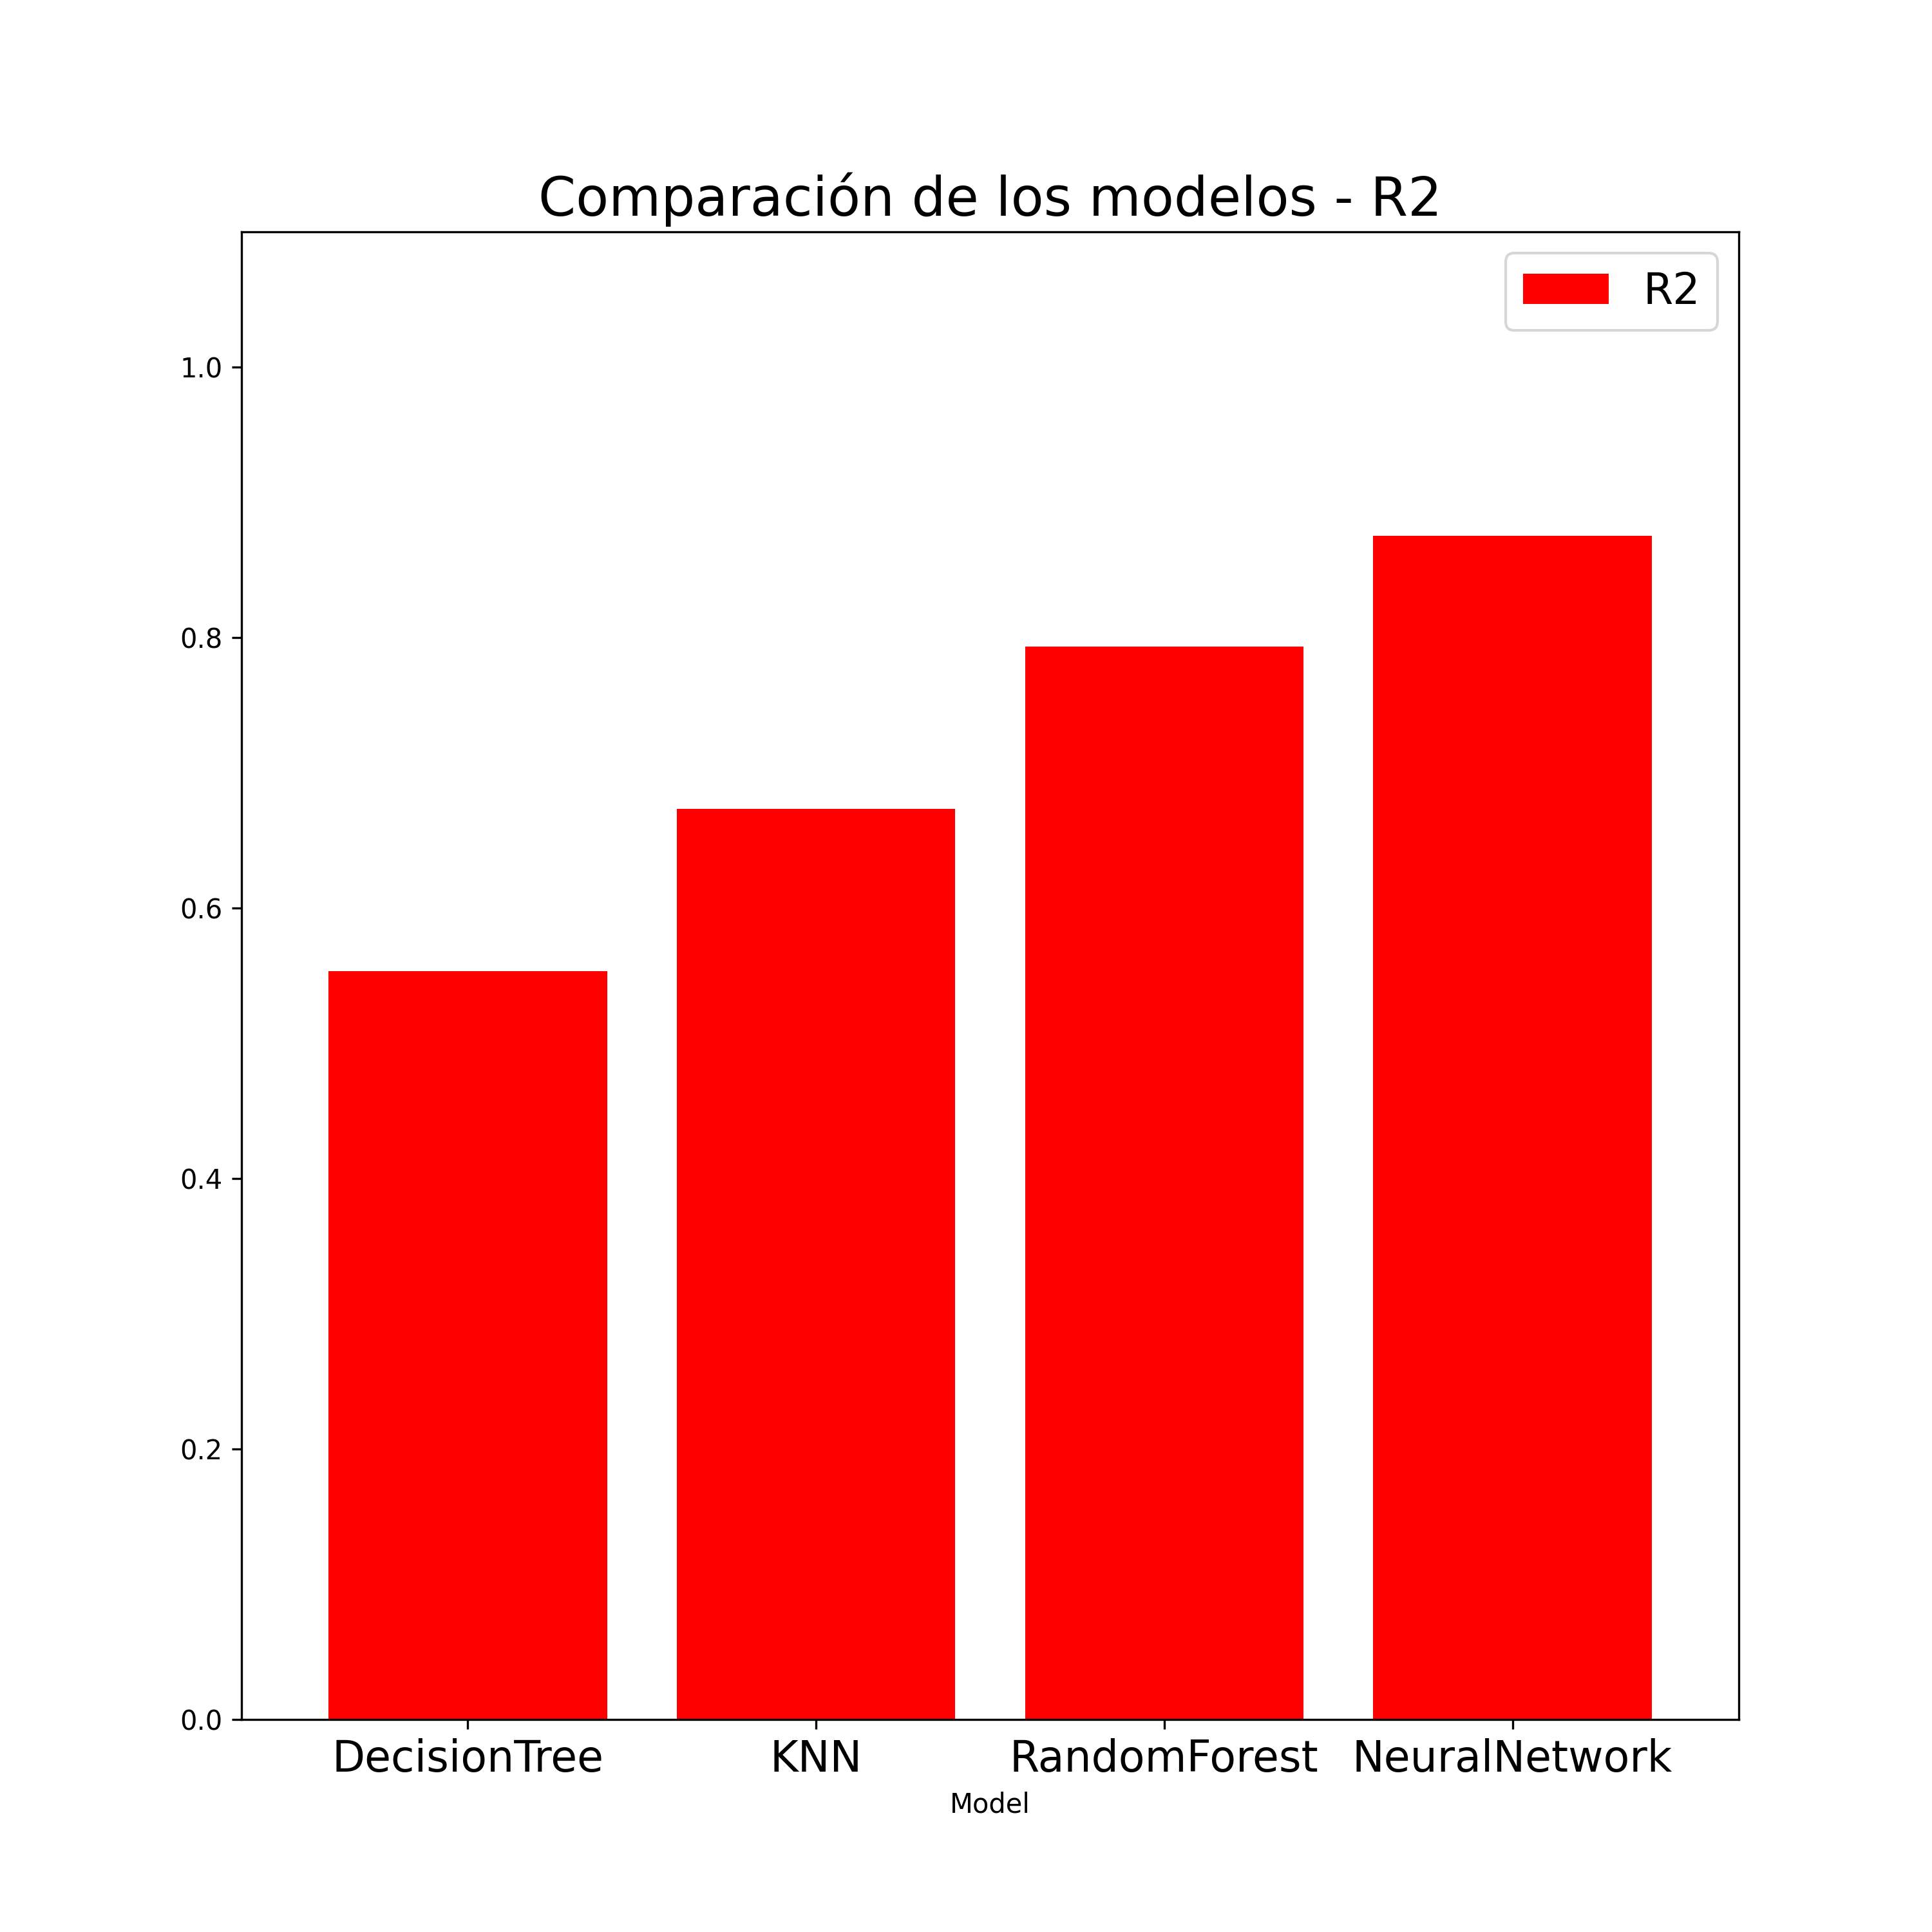 Comparación de los modelos - R2
R2
1.0
0.8
0.6
0.4
0.2
0.0
DecisionTree KNN RandomForest NeuralNetwork
Model